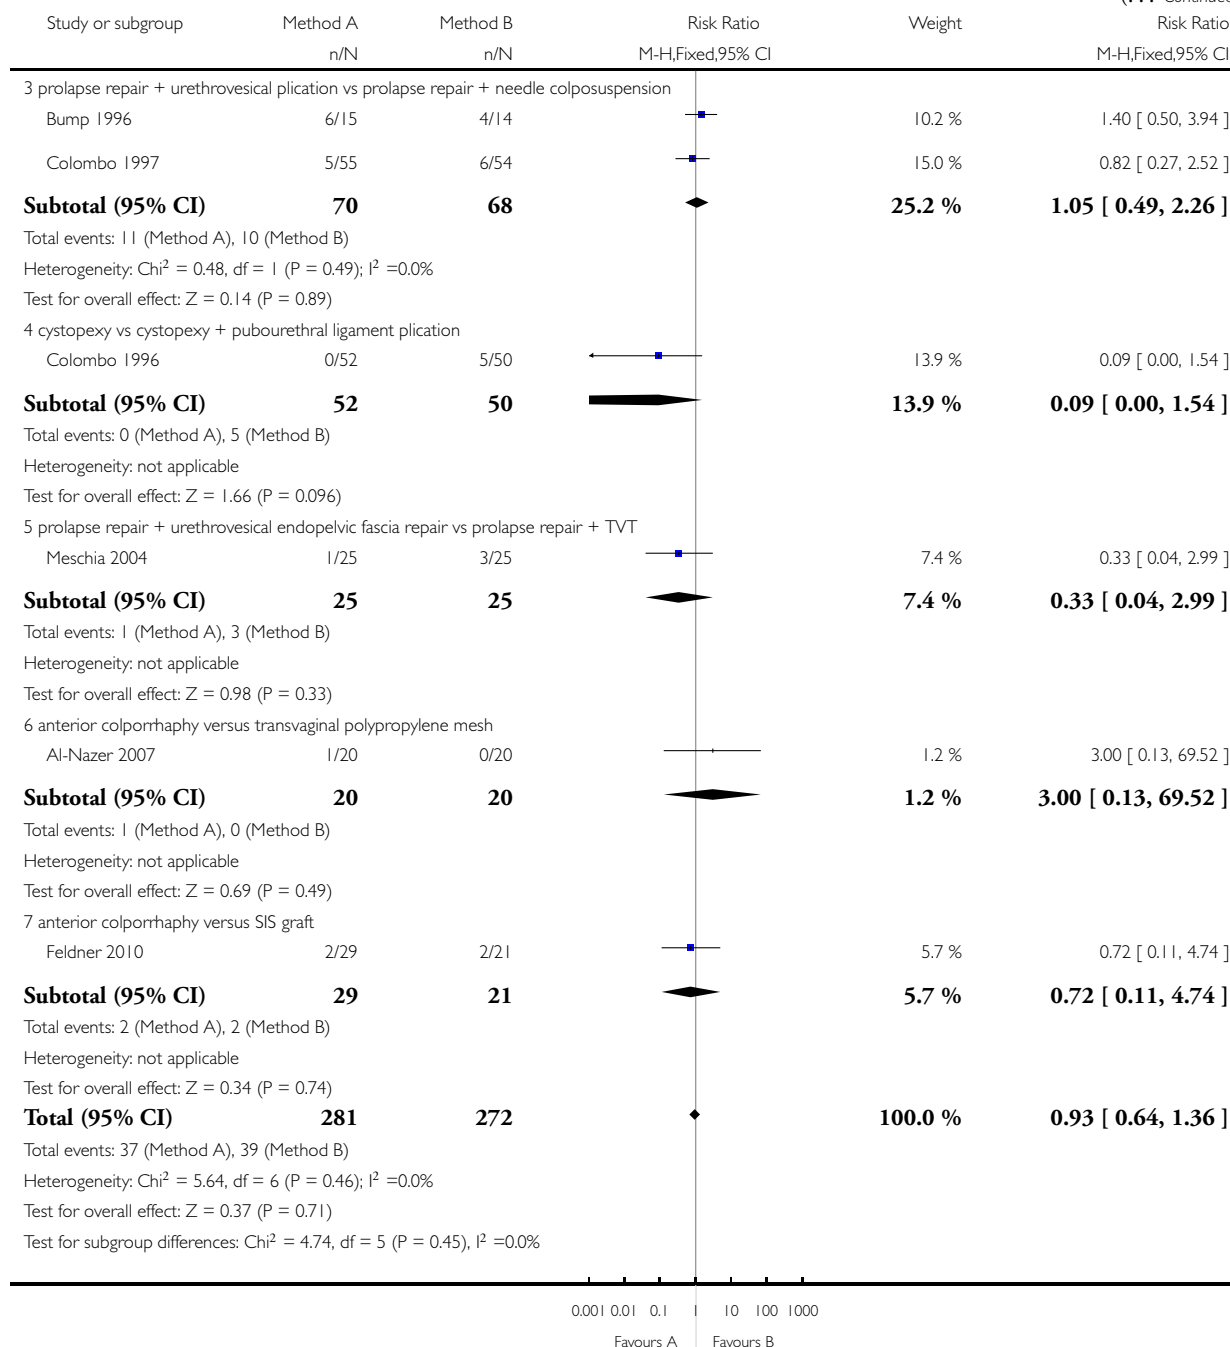 Study or subgroup Method A Method B Risk Ratio Weight Risk Ratio
n/N n/N M-H,Fixed,95% CI M-H,Fixed,95% CI
3 prolapse repair + urethrovesical plication vs prolapse repair + needle colposuspension
Bump 1996 6/15 4/14 10.2 % 1.40 [ 0.50, 3.94 ]
Colombo 1997 5/55 6/54 15.0 % 0.82 [ 0.27, 2.52 ]
Subtotal (95% CI) 70 68 25.2 % 1.05 [ 0.49, 2.26 ]
Total events: 11 (Method A), 10 (Method B)
Heterogeneity: Chi² = 0.48, df = 1 (P = 0.49); I² =0.0%
Test for overall effect: Z = 0.14 (P = 0.89)
4 cystopexy vs cystopexy + pubourethral ligament plication
Colombo 1996 0/52 5/50 13.9 % 0.09 [ 0.00, 1.54 ]
Subtotal (95% CI) 52 50 13.9 % 0.09 [ 0.00, 1.54 ]
Total events: 0 (Method A), 5 (Method B)
Heterogeneity: not applicable
Test for overall effect: Z = 1.66 (P = 0.096)
5 prolapse repair + urethrovesical endopelvic fascia repair vs prolapse repair + TVT
Meschia 2004 1/25 3/25 7.4 % 0.33 [ 0.04, 2.99 ]
Subtotal (95% CI) 25 25 7.4 % 0.33 [ 0.04, 2.99 ]
Total events: 1 (Method A), 3 (Method B)
Heterogeneity: not applicable
Test for overall effect: Z = 0.98 (P = 0.33)
6 anterior colporrhaphy versus transvaginal polypropylene mesh
Al-Nazer 2007 1/20 0/20 1.2 % 3.00 [ 0.13, 69.52 ]
Subtotal (95% CI) 20 20 1.2 % 3.00 [ 0.13, 69.52 ]
Total events: 1 (Method A), 0 (Method B)
Heterogeneity: not applicable
Test for overall effect: Z = 0.69 (P = 0.49)
7 anterior colporrhaphy versus SIS graft
Feldner 2010 2/29 2/21 5.7 % 0.72 [ 0.11, 4.74 ]
Subtotal (95% CI) 29 21 5.7 % 0.72 [ 0.11, 4.74 ]
Total events: 2 (Method A), 2 (Method B)
Heterogeneity: not applicable
Test for overall effect: Z = 0.34 (P = 0.74)
Total (95% CI) 281 272 100.0 % 0.93 [ 0.64, 1.36 ]
Total events: 37 (Method A), 39 (Method B)
Heterogeneity: Chi² = 5.64, df = 6 (P = 0.46); I² =0.0%
Test for overall effect: Z = 0.37 (P = 0.71)
Test for subgroup differences: Chi² = 4.74, df = 5 (P = 0.45), I² =0.0%
0.001 0.01 0.1 1 10 100 1000
Favours A Favours B